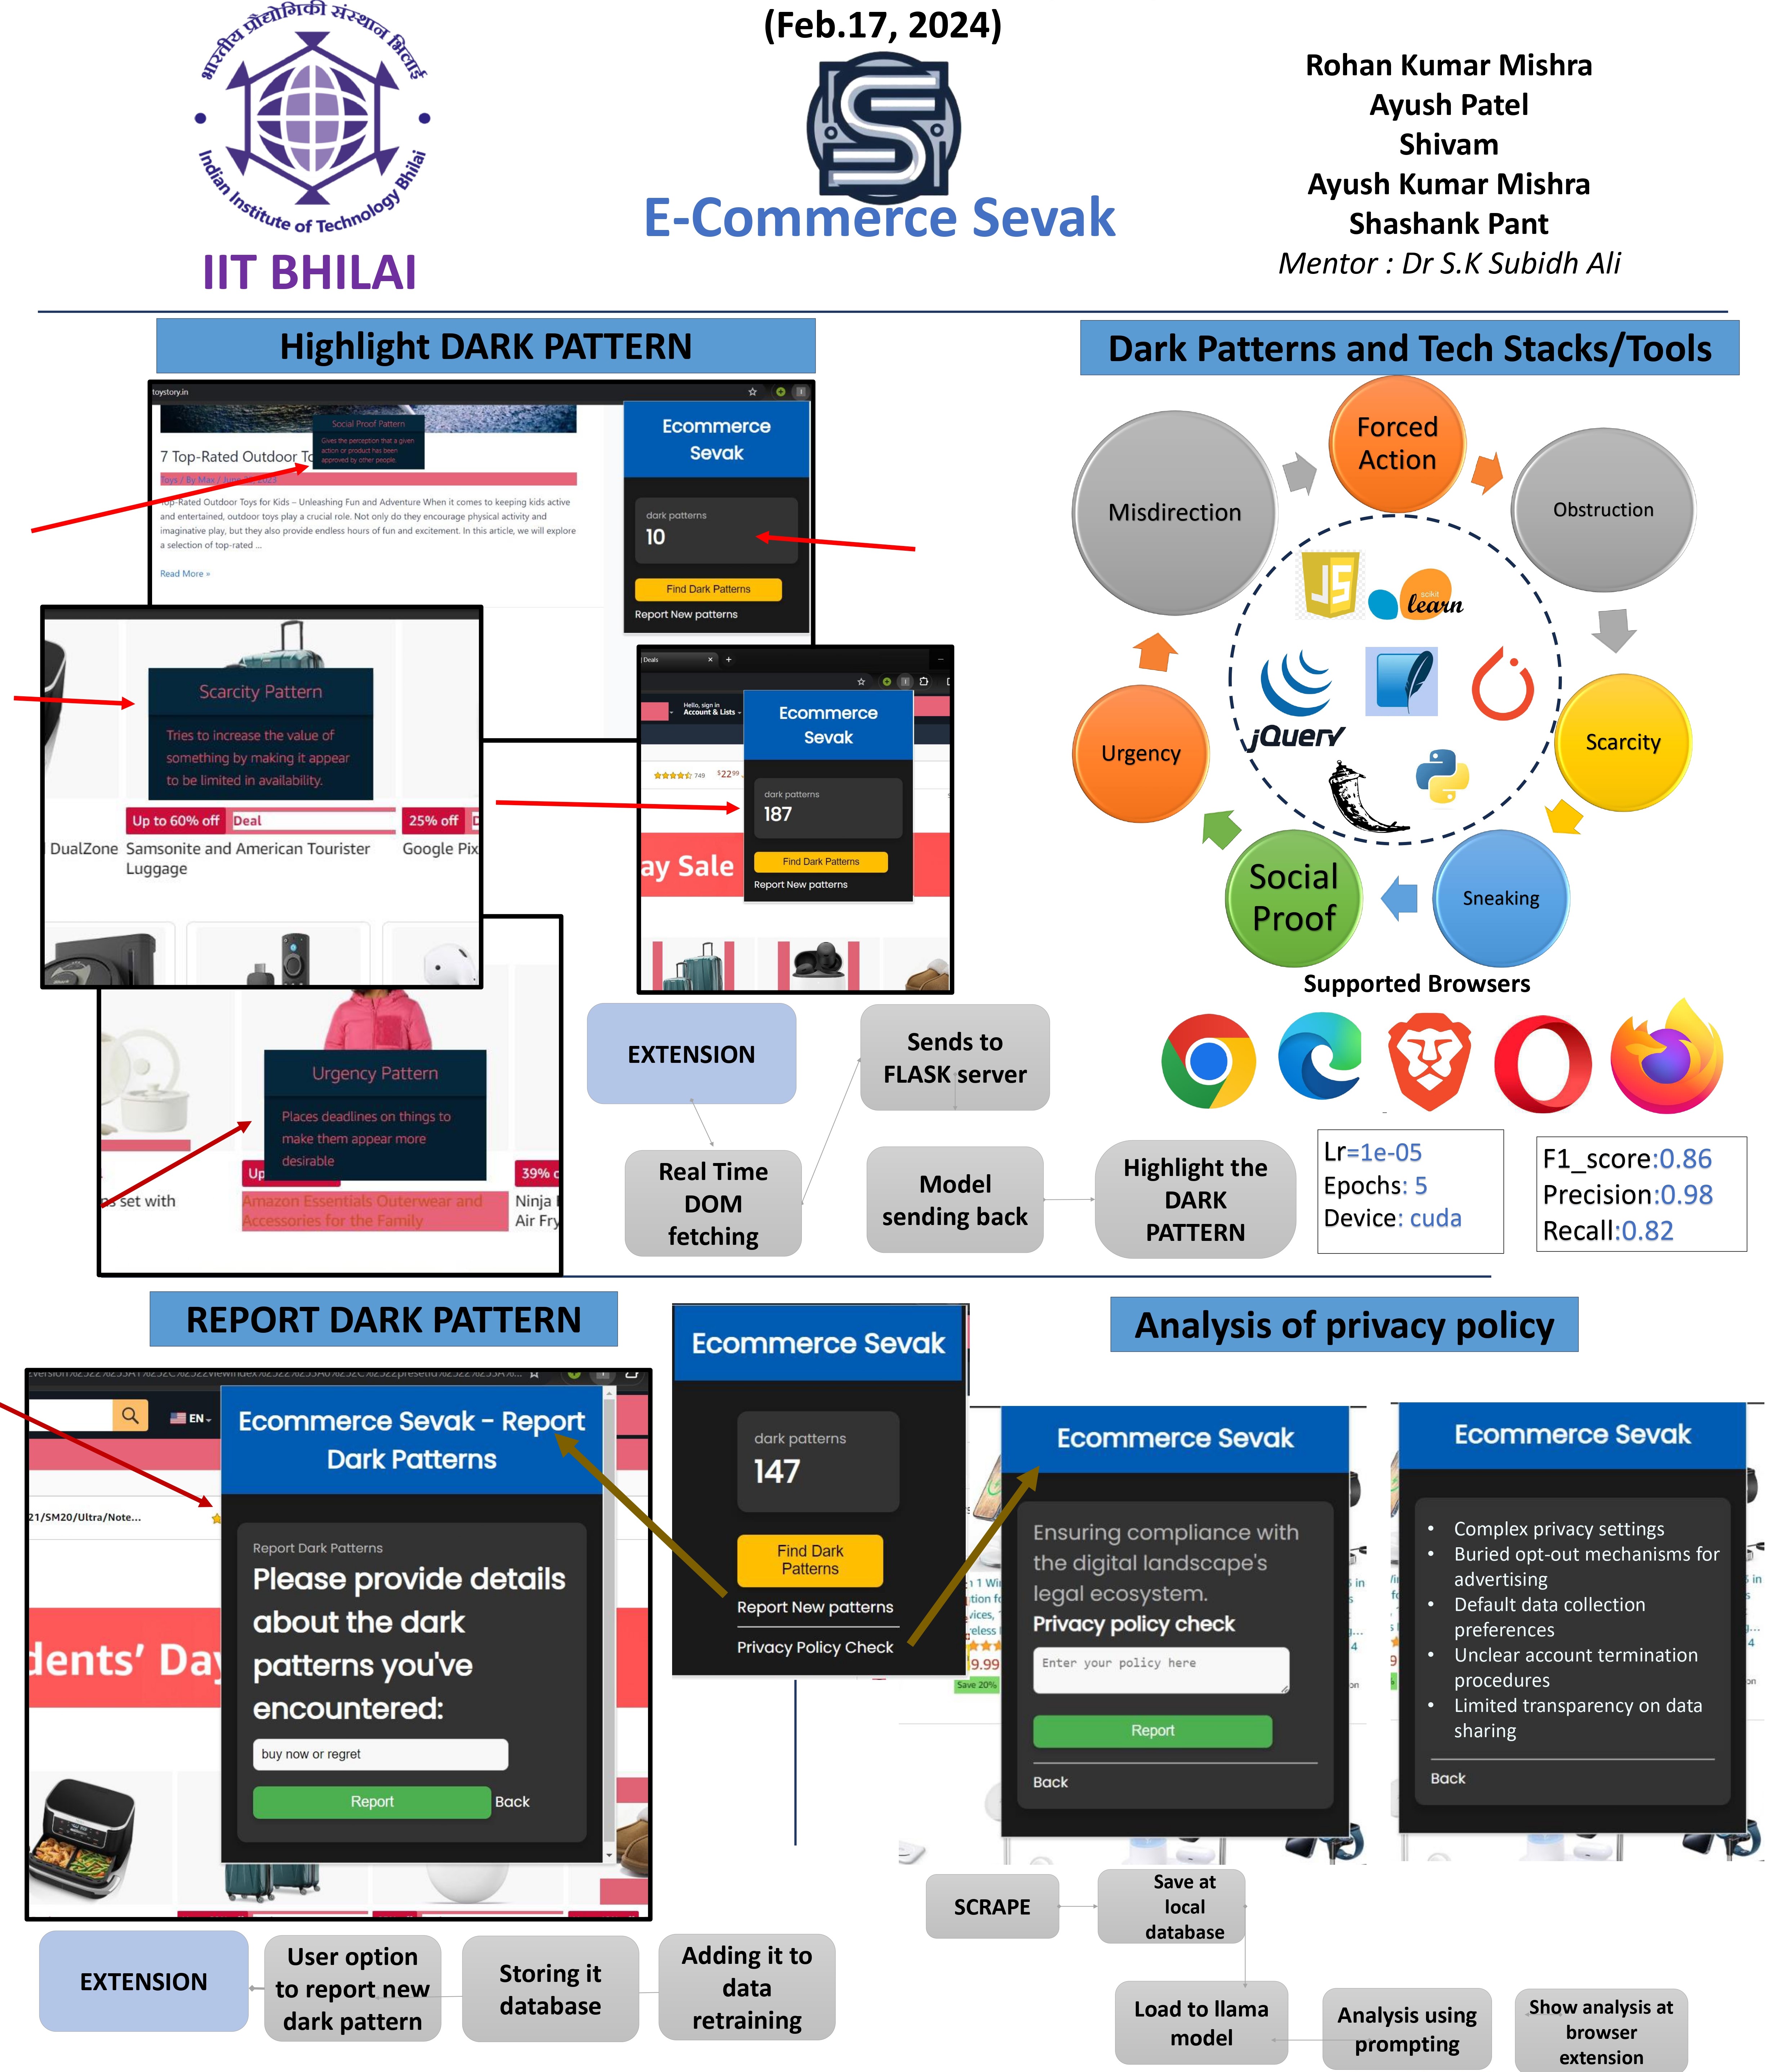 भारतीय प्रौद्योगिकी संस्थान भिलाई
Indian Institute of Technology Bhilai
IIT BHILAI
(Feb.17, 2024)
E-Commerce Sevak
Rohan Kumar Mishra
Ayush Patel
Shivam
Ayush Kumar Mishra
Shashank Pant
Mentor : Dr S.K Subidh Ali
Highlight DARK PATTERN
toystory.in
Social Proof Pattern
Gives the perception that a given
action or product has been
approved by other people.
7 Top-Rated Outdoor To
Toys / By Max / June 2023
Top-Rated Outdoor Toys for Kids – Unleashing Fun and Adventure When it comes to keeping kids active
and entertained, outdoor toys play a crucial role. Not only do they encourage physical activity and
imaginative play, but they also provide endless hours of fun and excitement. In this article, we will explore
a selection of top-rated ...
Read More »
Ecommerce
Sevak
dark patterns
10
Find Dark Patterns
Report New patterns
Scarcity Pattern
Tries to increase the value of
something by making it appear
to be limited in availability.
Up to 60% off Deal
25% off
DualZone
Samsonite and American Tourister
Luggage
Google Pix
Deals
Hello, sign in
Account & Lists
749 $22⁹⁹
ay Sale
Ecommerce
Sevak
dark patterns
187
Find Dark Patterns
Report New patterns
Urgency Pattern
Places deadlines on things to
make them appear more
desirable
Up
39%
set with
Amazon Essentials Outerwear and
Accessories for the Family
Ninja
Air Fry
EXTENSION
Real Time
DOM
fetching
Sends to
FLASK server
Model
sending back
Highlight the
DARK
PATTERN
Dark Patterns and Tech Stacks/Tools
Forced
Action
Misdirection
Obstruction
JS
scikit
learn
jQuery
Urgency
Scarcity
Social
Proof
Sneaking
Supported Browsers
Lr=1e-05
Epochs: 5
Device: cuda
F1_score:0.86
Precision:0.98
Recall:0.82
REPORT DARK PATTERN
EN
21/SM20/Ultra/Note...
dents' Day
Ecommerce Sevak - Report
Dark Patterns
Report Dark Patterns
Please provide details
about the dark
patterns you've
encountered:
buy now or regret
Report
Back
Ecommerce Sevak
dark patterns
147
Find Dark
Patterns
Report New patterns
Privacy Policy Check
Analysis of privacy policy
9.99
Save 20%
Ecommerce Sevak
Ensuring compliance with
the digital landscape's
legal ecosystem.
Privacy policy check
Enter your policy here
Report
Back
Ecommerce Sevak
• Complex privacy settings
• Buried opt-out mechanisms for
advertising
• Default data collection
preferences
• Unclear account termination
procedures
• Limited transparency on data
sharing
Back
EXTENSION
User option
to report new
dark pattern
Storing it
database
Adding it to
data
retraining
SCRAPE
Save at
local
database
Load to llama
model
Analysis using
prompting
Show analysis at
browser
extension